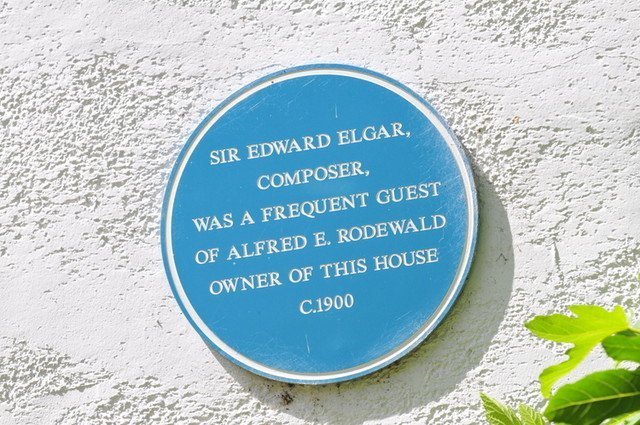 SIR EDWARD ELGAR,
COMPOSER,
WAS A FREQUENT GUEST
OF ALFRED E. RODEWALD
OWNER OF THIS HOUSE
C.1900